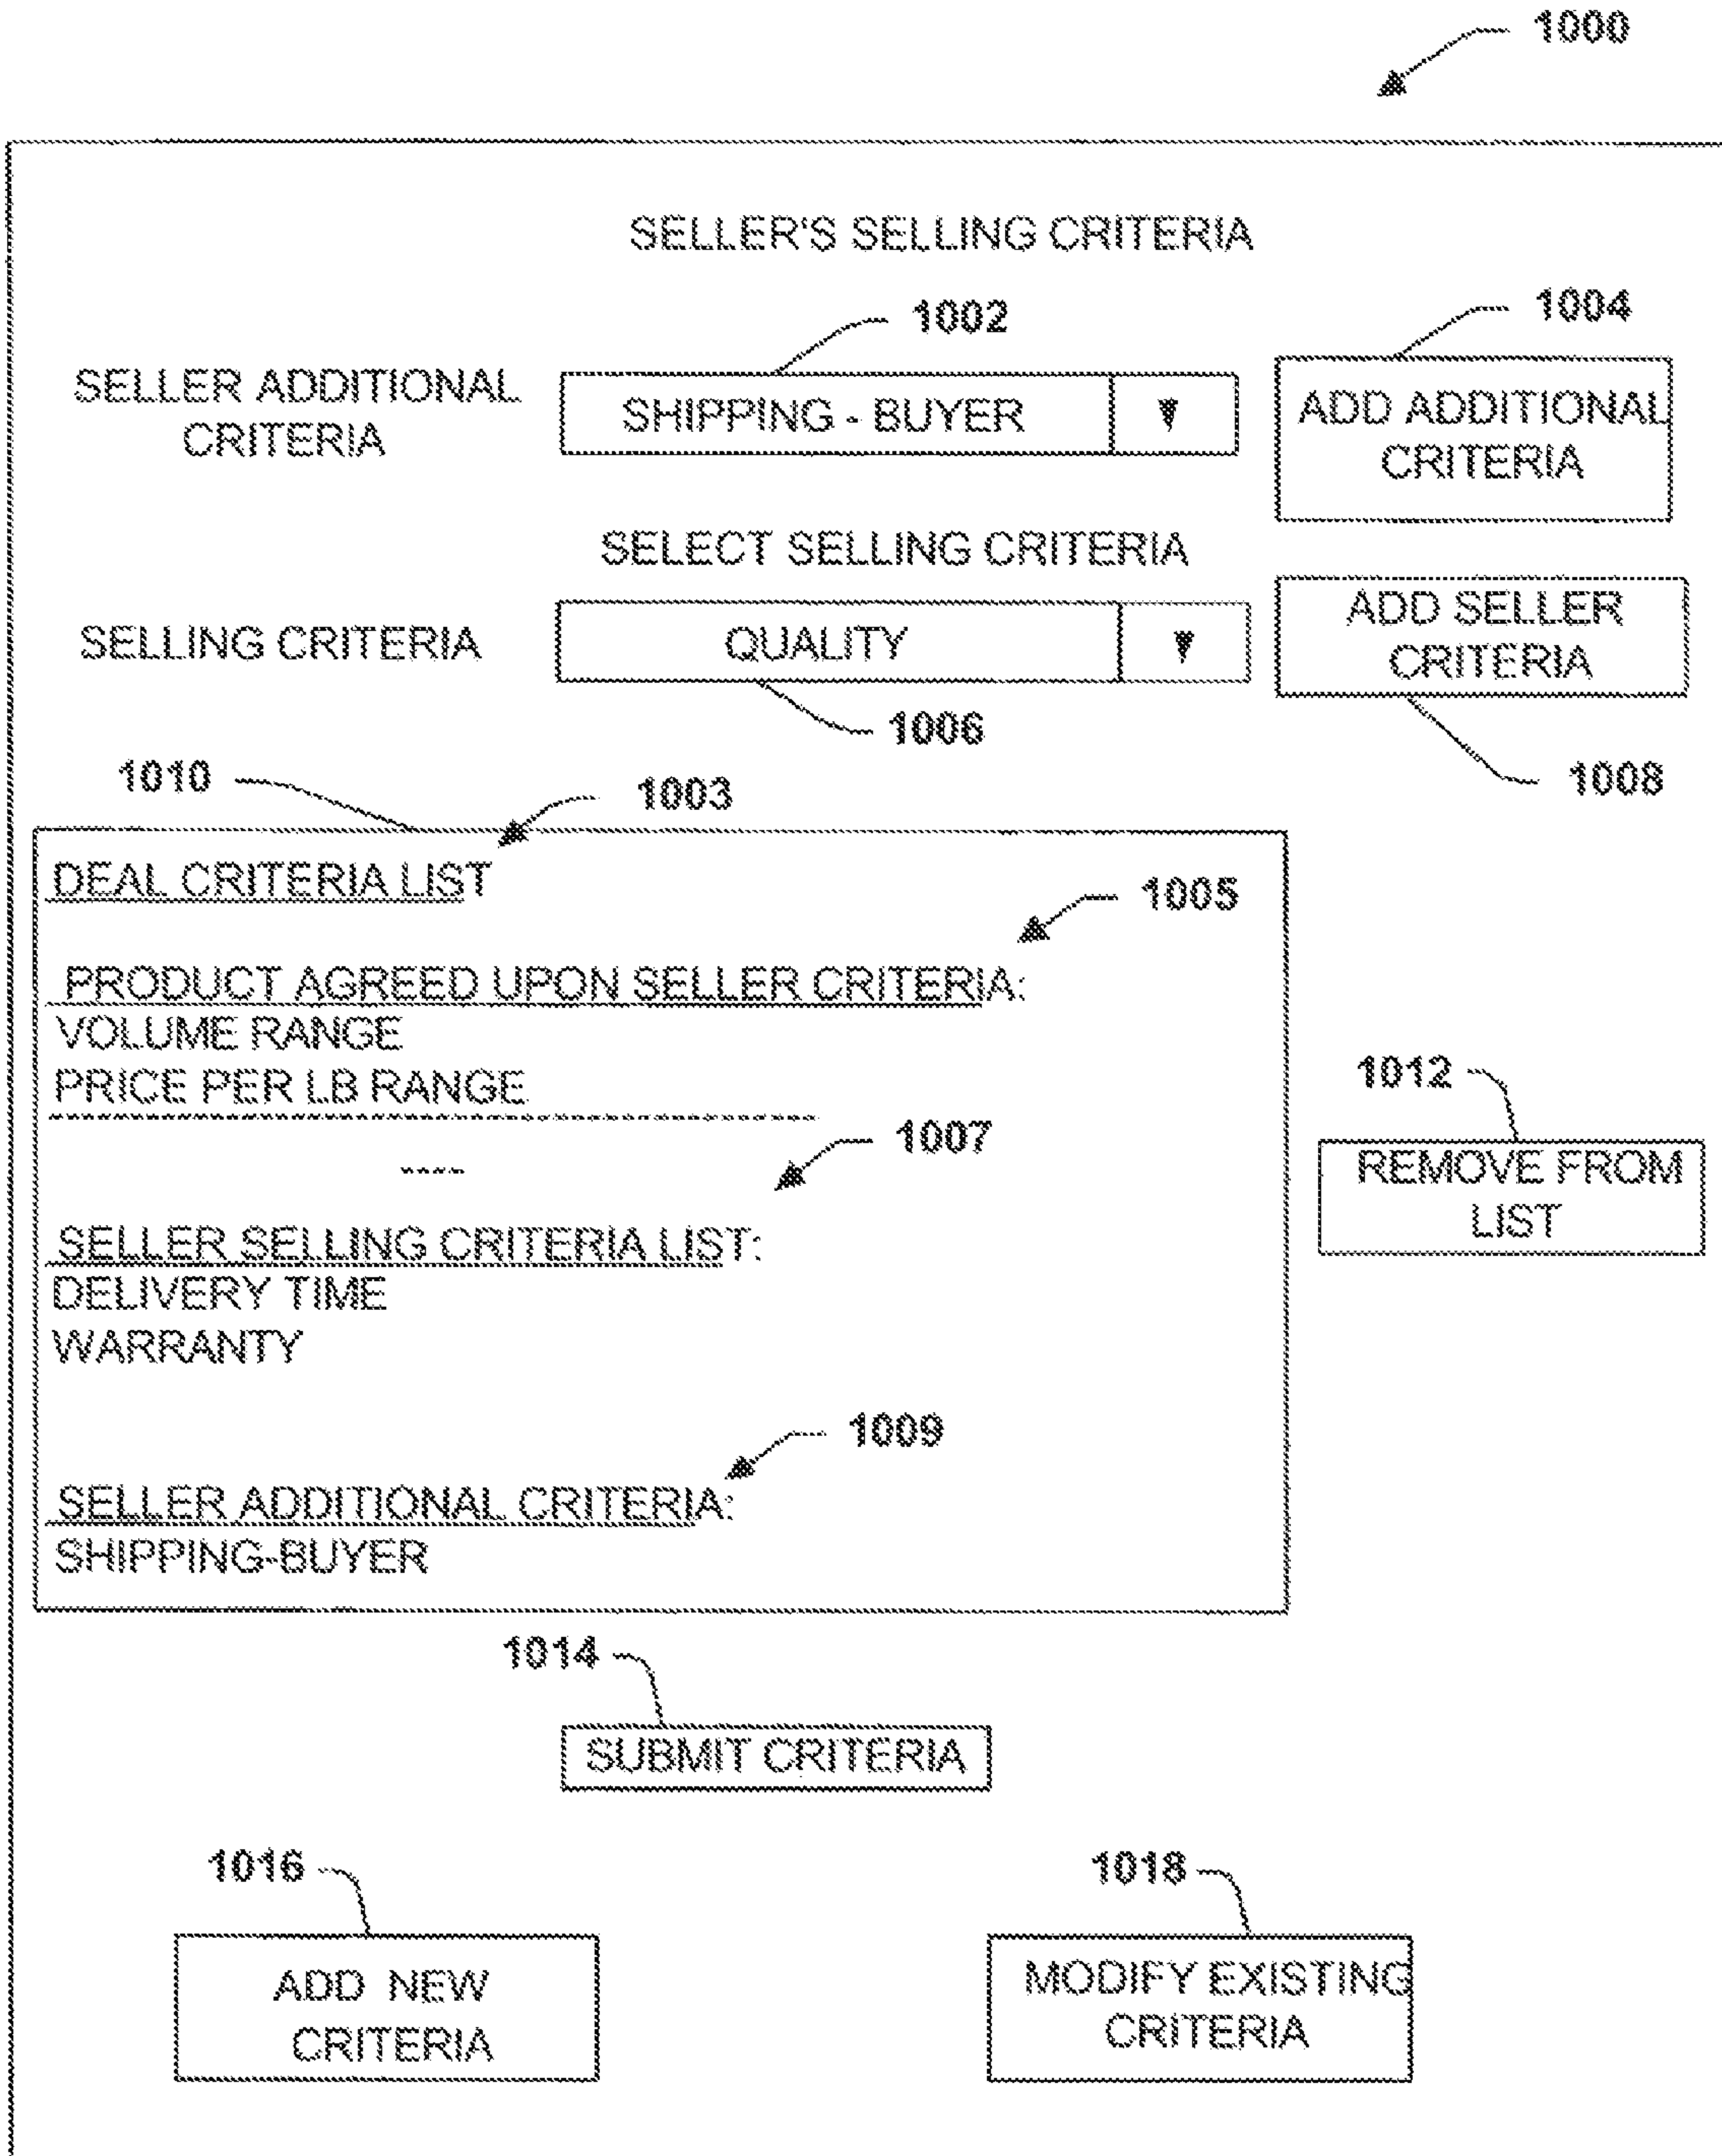 1000
SELLER'S SELLING CRITERIA
1002
1004
SELLER ADDITIONAL
CRITERIA
SHIPPING - BUYER
ADD ADDITIONAL
CRITERIA
SELECT SELLING CRITERIA
SELLING CRITERIA
QUALITY
ADD SELLER
CRITERIA
1006
1008
1010
1003
DEAL CRITERIA LIST
1005
PRODUCT AGREED UPON SELLER CRITERIA:
VOLUME RANGE
PRICE PER LB RANGE
1012
1007
REMOVE FROM
LIST
SELLER SELLING CRITERIA LIST:
DELIVERY TIME
WARRANTY
1009
SELLER ADDITIONAL CRITERIA:
SHIPPING-BUYER
1014
SUBMIT CRITERIA
1016
1018
ADD NEW
CRITERIA
MODIFY EXISTING
CRITERIA